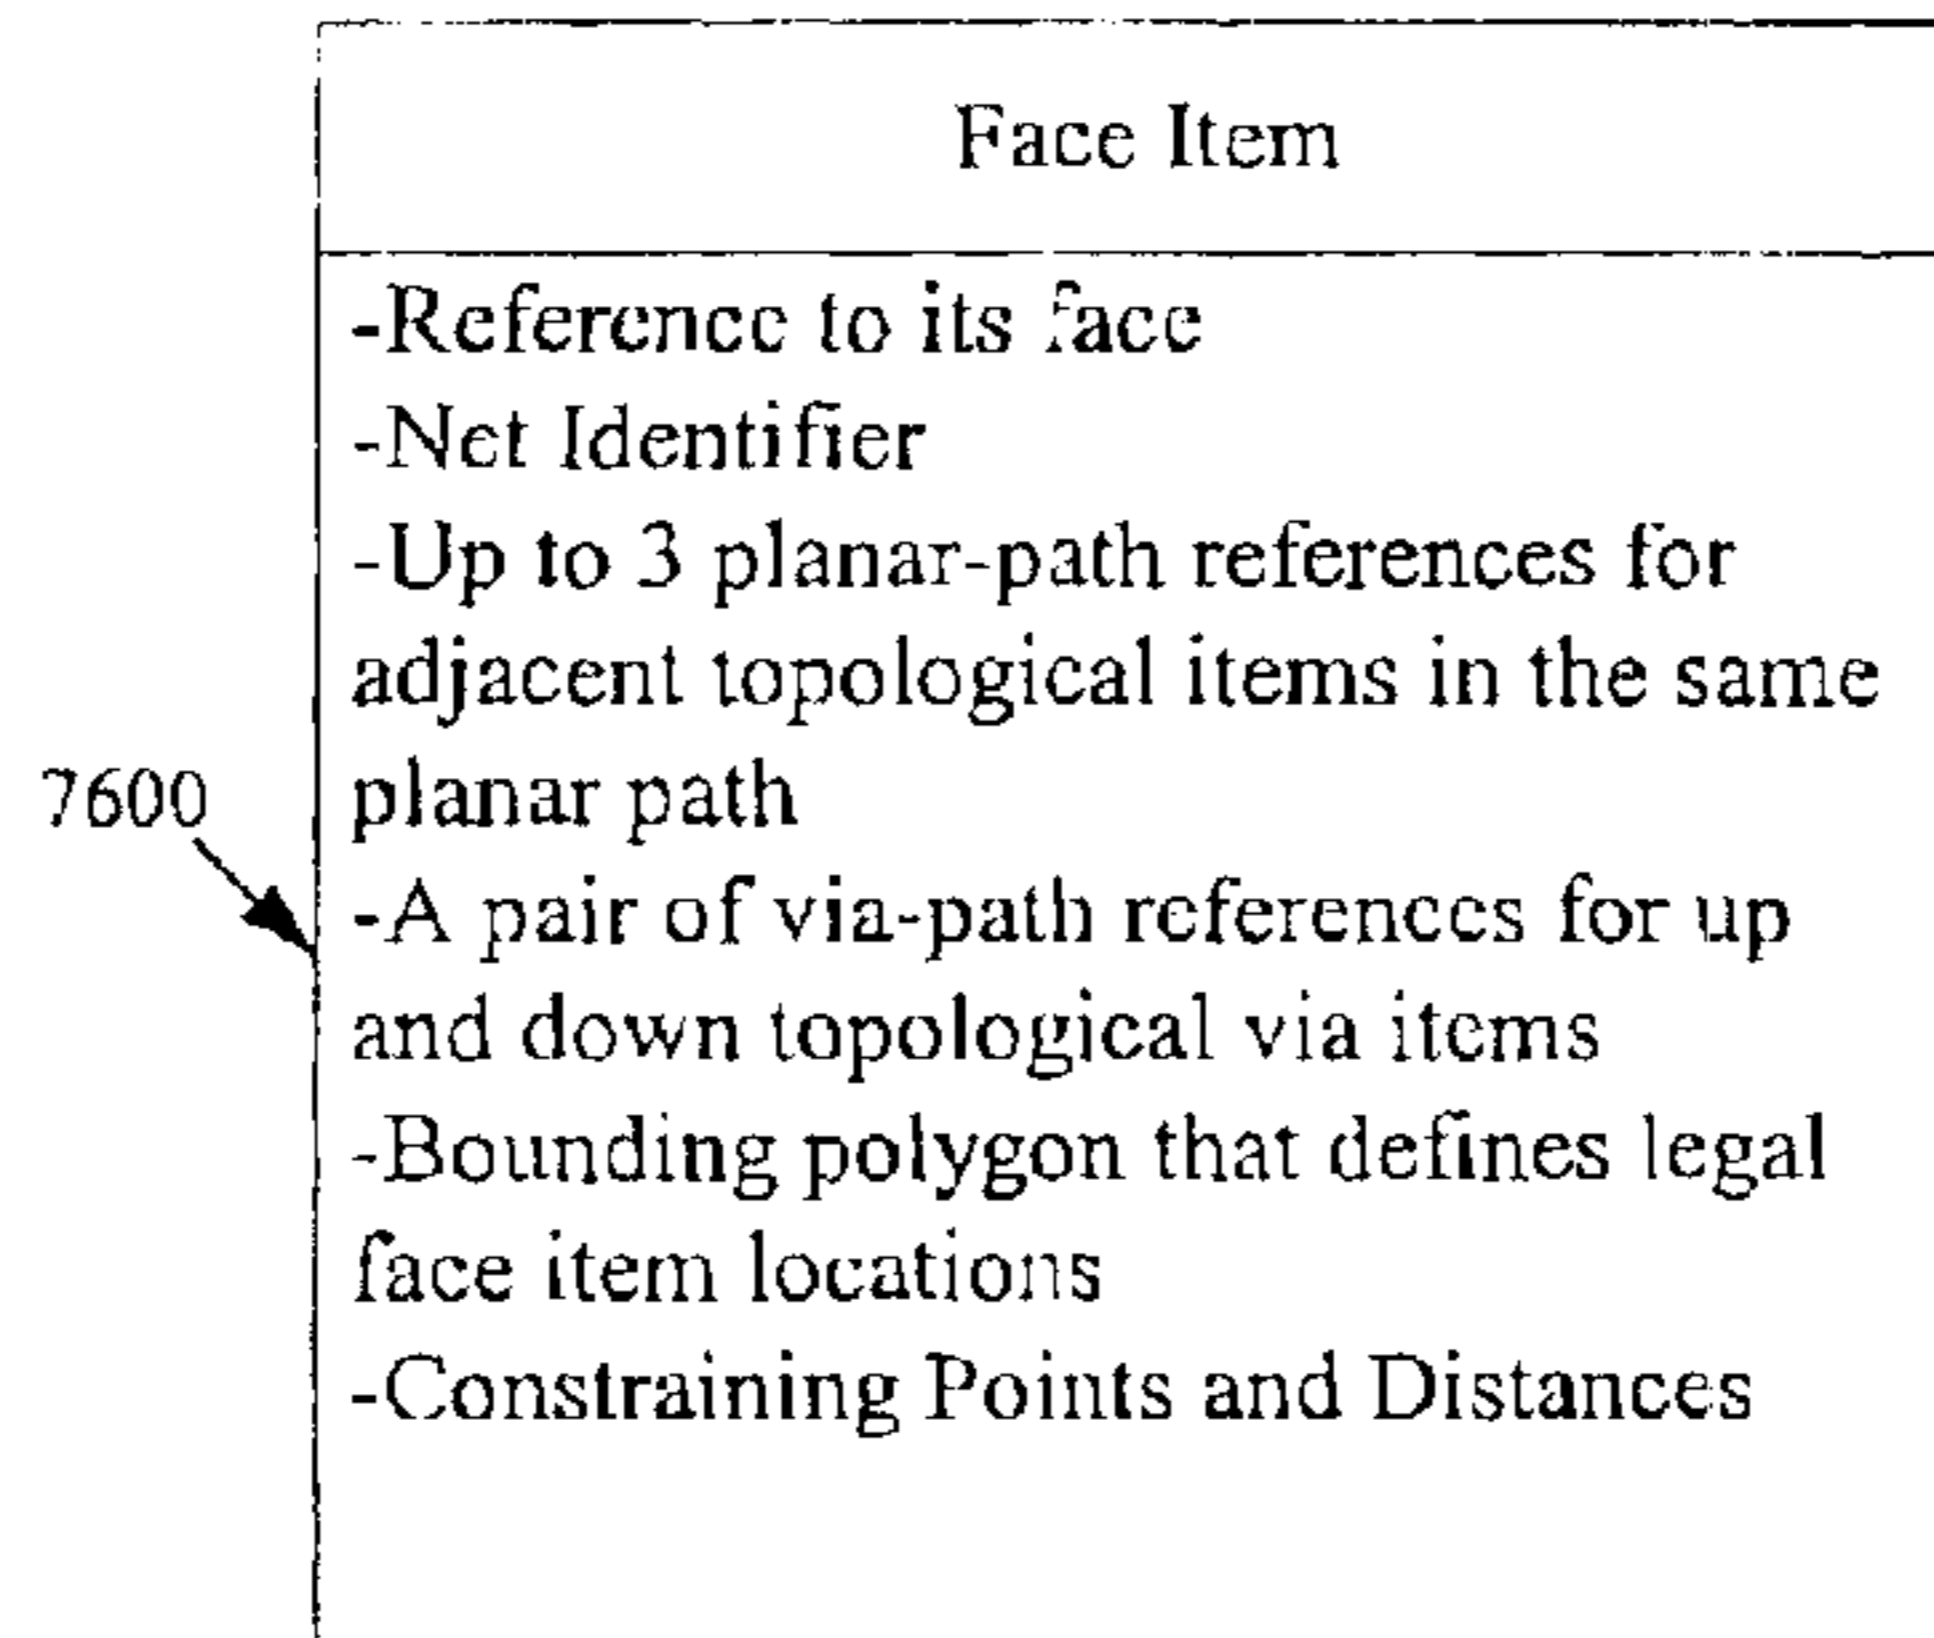 Face Item
-Reference to its face
-Net Identifier
-Up to 3 planar-path references for
adjacent topological items in the same
planar path
7600
-A pair of via-path references for up
and down topological via items
-Bounding polygon that defines legal
face item locations
-Constraining Points and Distances